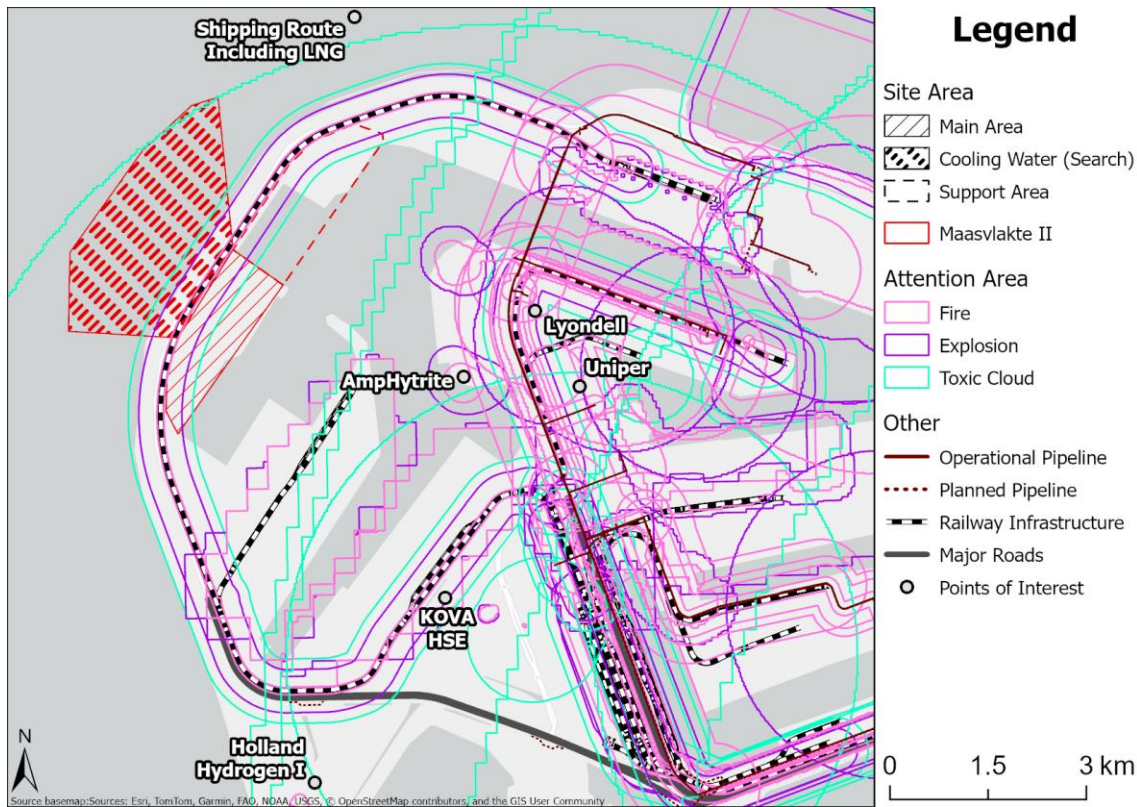 Shipping Route
Including LNG
Lyondell
Uniper
AmpHytrite
KOVA
HSE
Holland
Hydrogen I
N
Source basemap:Sources: Esri, TomTom, Garmin, FAO, NOAA, USGS, © OpenStreetMap contributors, and the GIS User Community
Legend
Site Area
Main Area
Cooling Water (Search)
Support Area
Maasvlakte II
Attention Area
Fire
Explosion
Toxic Cloud
Other
Operational Pipeline
Planned Pipeline
Railway Infrastructure
Major Roads
Points of Interest
0 1.5 3 km